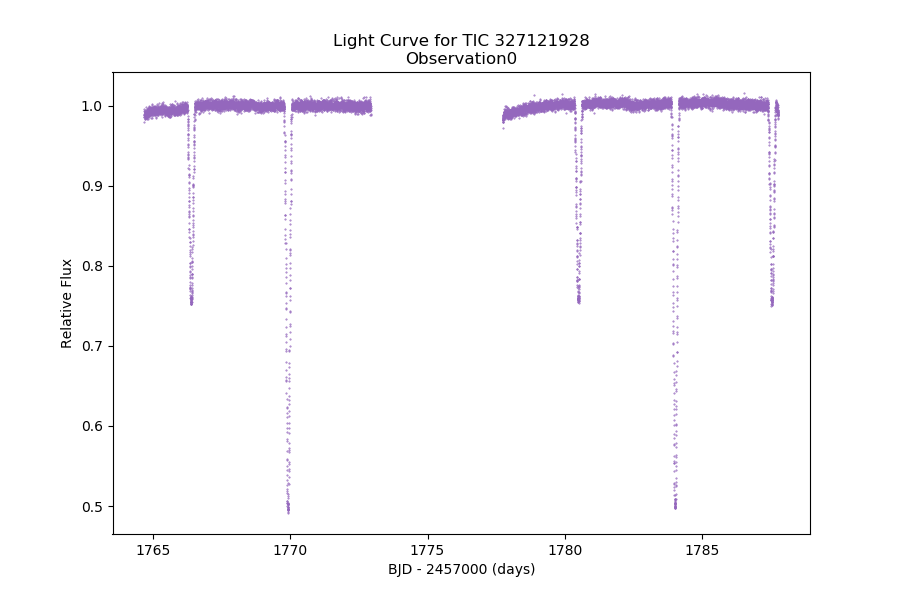 Light Curve for TIC 327121928
Observation0
1.0
0.9
0.8
0.7
0.6
0.5
Relative Flux
1765
1770
1775
1780
1785
BJD - 2457000 (days)